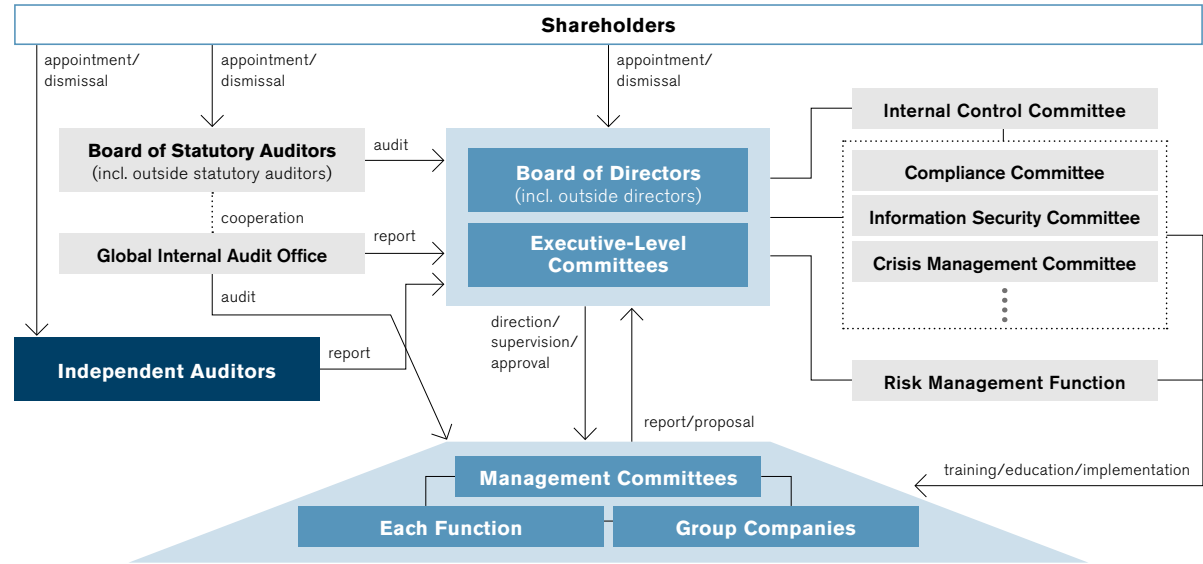 Shareholders
appointment/
dismissal
appointment/
dismissal
appointment/
dismissal
Internal Control Committee
Board of Statutory Auditors
(incl. outside statutory auditors)
audit
Board of Directors
(incl. outside directors)
Compliance Committee
Information Security Committee
Crisis Management Committee
cooperation
Global Internal Audit Office
report
Executive-Level
Committees
audit
direction/
supervision/
approval
Independent Auditors
report
Risk Management Function
report/proposal
training/education/implementation
Management Committees
Each Function
Group Companies